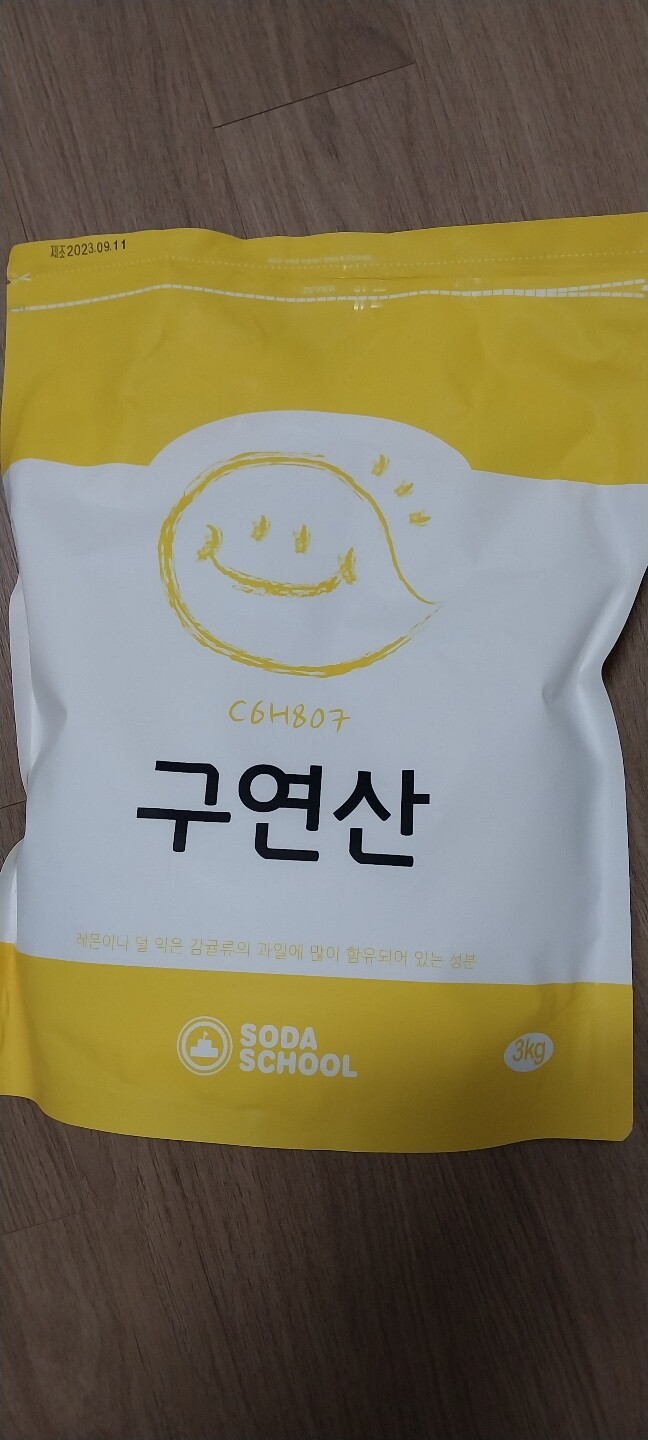 제조2023.09.11
C6H8O7
구연산
레몬이나 덜 익은 감귤류의 과일에 많이 함유되어 있는 성분
SODA
SCHOOL
3kg